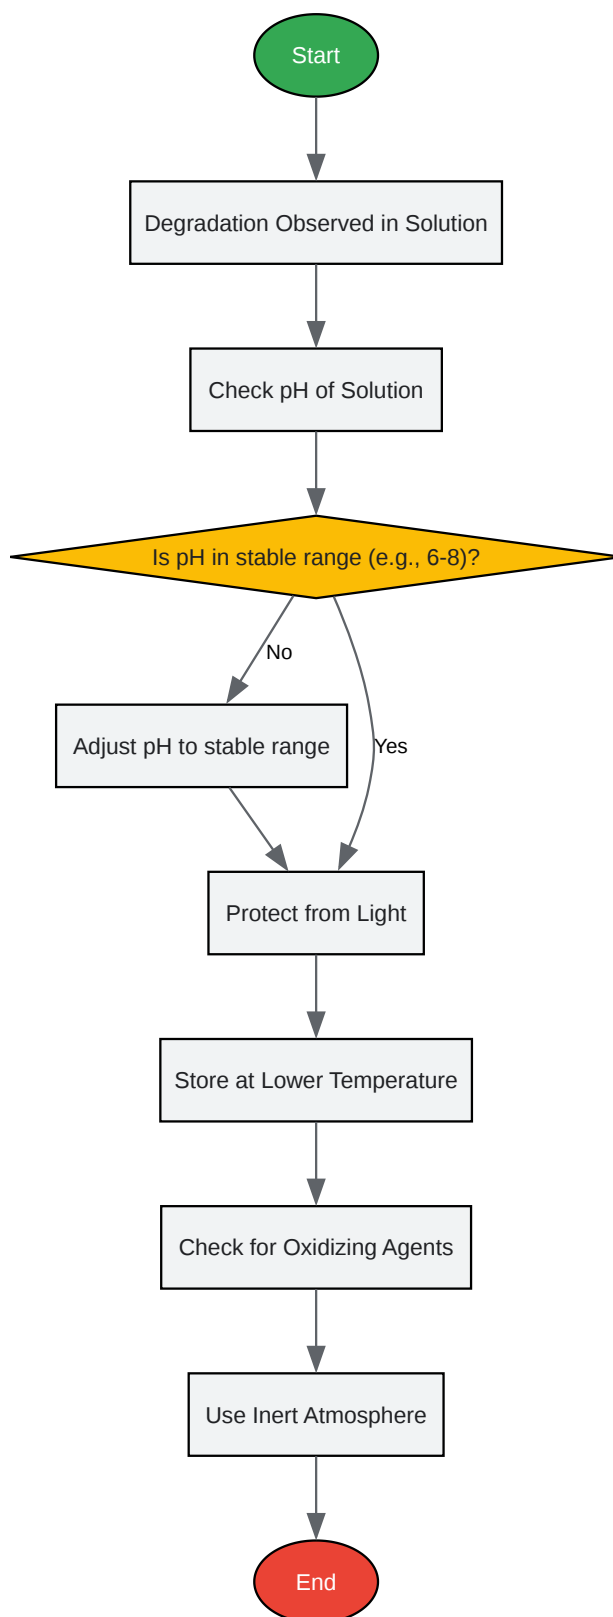 Start
Degradation Observed in Solution
Check pH of Solution
Is pH in stable range (e.g., 6-8)?
No
Adjust pH to stable range
Yes
Protect from Light
Store at Lower Temperature
Check for Oxidizing Agents
Use Inert Atmosphere
End